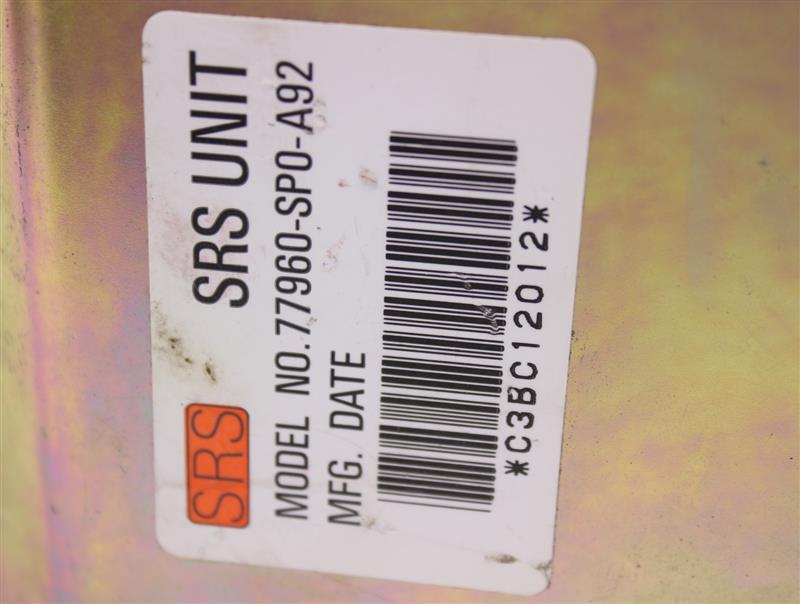 SRS SRS UNIT
MODEL NO.77960-SP0-A92
MFG. DATE
*C3BC12012*